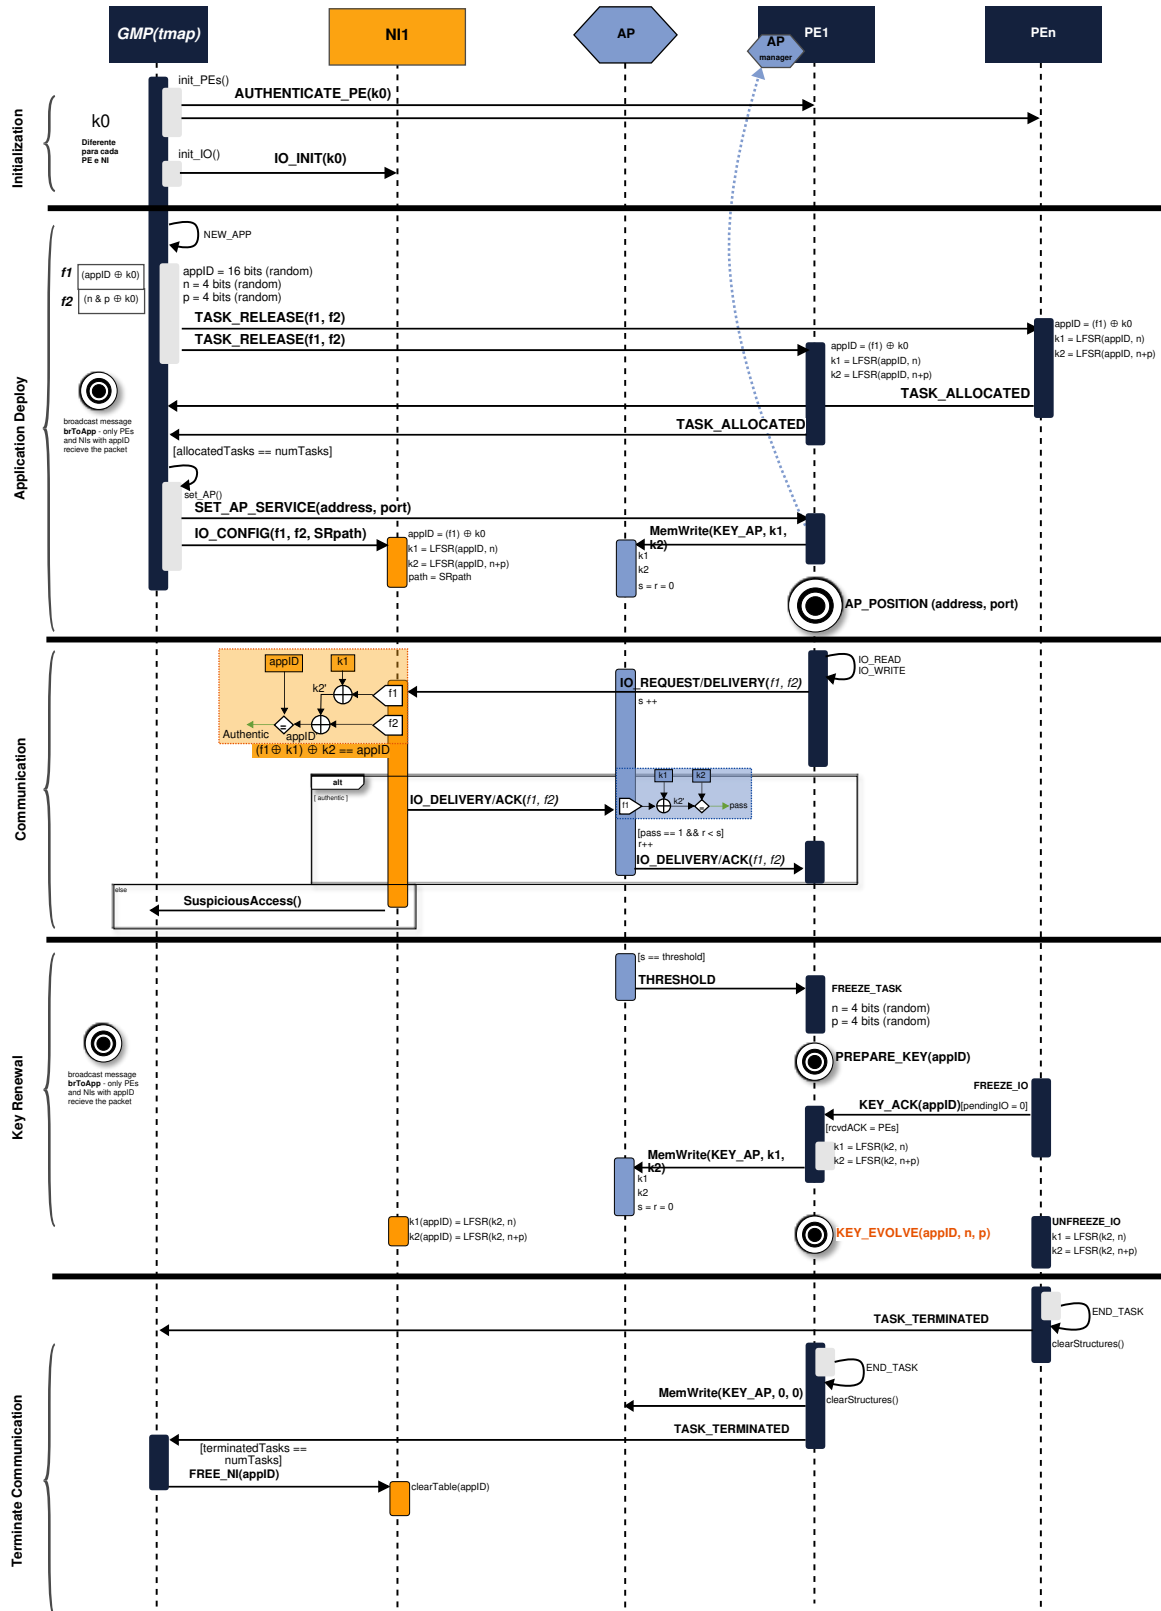 GMP(tmap)
NI1
AP
AP
manager
PE1
PEn
Initialization
k0
Diferente
para cada
PE e NI
init_PEs()
AUTHENTICATE_PE(k0)
init_IO()
IO_INIT(k0)
Application Deploy
NEW_APP
f1
(appID ⊕ k0)
f2
(n & p ⊕ k0)
appID = 16 bits (random)
n = 4 bits (random)
p = 4 bits (random)
TASK_RELEASE(f1, f2)
TASK_RELEASE(f1, f2)
appID = (f1) ⊕ k0
k1 = LFSR(appID, n)
k2 = LFSR(appID, n+p)
appID = (f1) ⊕ k0
k1 = LFSR(appID, n)
k2 = LFSR(appID, n+p)
TASK_ALLOCATED
TASK_ALLOCATED
broadcast message
brToApp - only PEs
and NIs with appID
recieve the packet
[allocatedTasks == numTasks]
set_AP()
SET_AP_SERVICE(address, port)
IO_CONFIG(f1, f2, SRpath)
appID = (f1) ⊕ k0
k1 = LFSR(appID, n)
k2 = LFSR(appID, n+p)
path = SRpath
MemWrite(KEY_AP, k1,
k2)
k1
k2
s = r = 0
AP_POSITION (address, port)
Communication
appID
k1
k2'
f1
f2
=
Authentic
appID
(f1⊕ k1) ⊕ k2 == appID
IO_READ
IO_WRITE
IO_REQUEST/DELIVERY(f1, f2)
s ++
alt
[ authentic ]
IO_DELIVERY/ACK(f1, f2)
k1
k2
f1
k2'
=
pass
[pass == 1 && r < s]
r++
IO_DELIVERY/ACK(f1, f2)
else
SuspiciousAccess()
Key Renewal
[s == threshold]
THRESHOLD
FREEZE_TASK
n = 4 bits (random)
p = 4 bits (random)
broadcast message
brToApp - only PEs
and NIs with appID
recieve the packet
PREPARE_KEY(appID)
FREEZE_IO
KEY_ACK(appID)[pendingIO = 0]
[rcvdACK = PEs]
k1 = LFSR(k2, n)
k2 = LFSR(k2, n+p)
MemWrite(KEY_AP, k1,
k2)
k1
k2
s = r = 0
k1(appID) = LFSR(k2, n)
k2(appID) = LFSR(k2, n+p)
KEY_EVOLVE(appID, n, p)
UNFREEZE_IO
k1 = LFSR(k2, n)
k2 = LFSR(k2, n+p)
Terminate Communication
END_TASK
TASK_TERMINATED
clearStructures()
END_TASK
MemWrite(KEY_AP, 0, 0)
clearStructures()
TASK_TERMINATED
[terminatedTasks ==
numTasks]
FREE_NI(appID)
clearTable(appID)